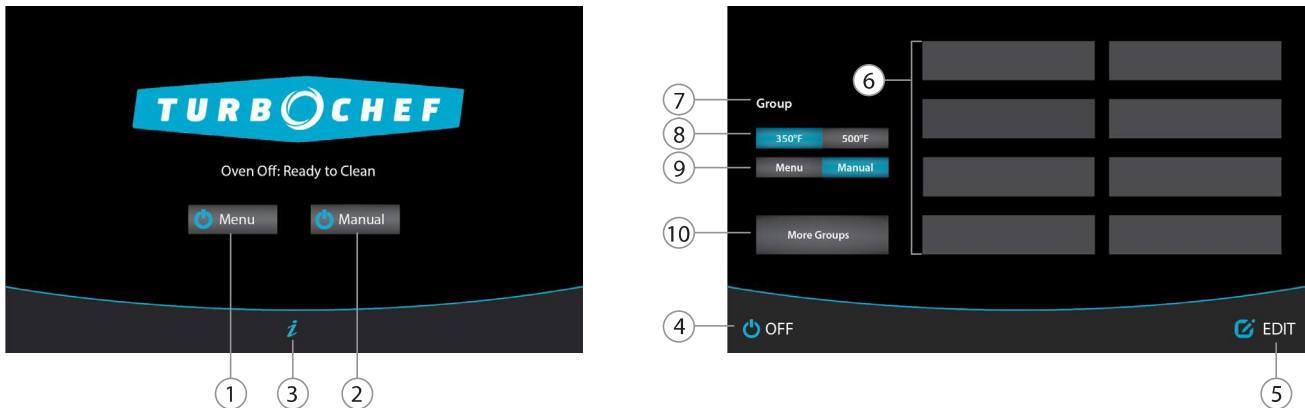 TURBOCHEF
Oven Off: Ready to Clean
Menu
Manual
i
1
3
2
6
7
Group
8
350°F
500°F
9
Menu
Manual
10
More Groups
4
OFF
EDIT
5